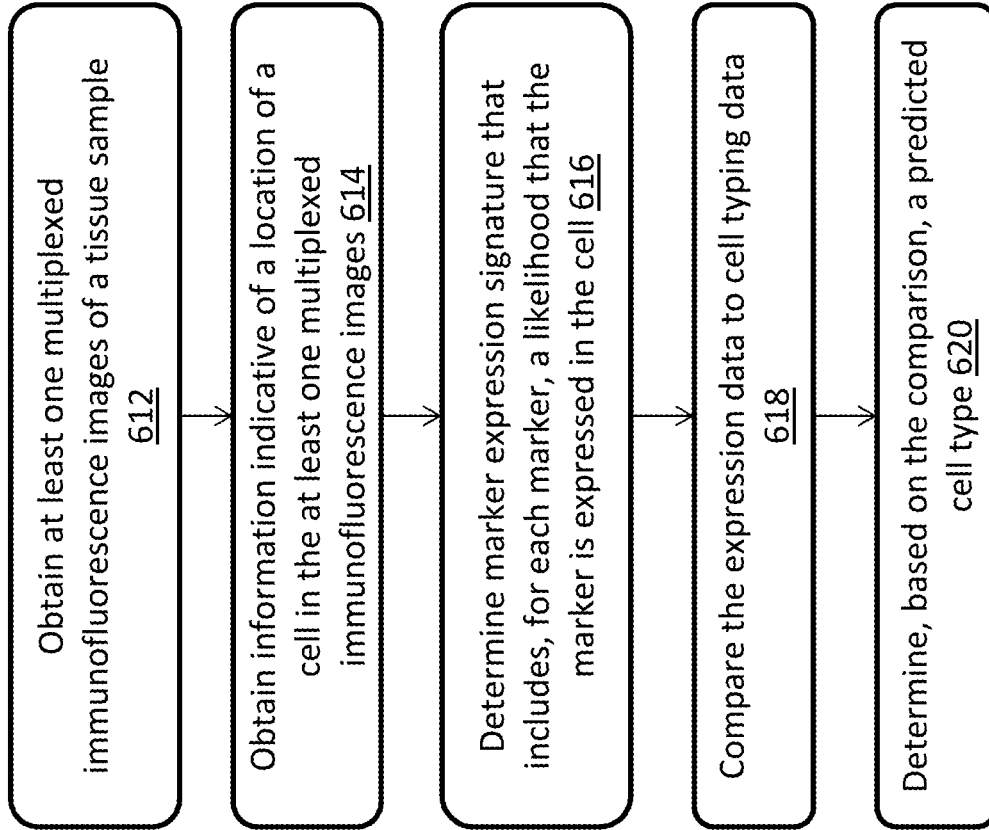 Obtain at least one multiplexed
immunofluorescence images of a tissue sample
612
Obtain information indicative of a location of a
cell in the at least one multiplexed
immunofluorescence images 614
Determine marker expression signature that
includes, for each marker, a likelihood that the
marker is expressed in the cell 616
Compare the expression data to cell typing data
618
Determine, based on the comparison, a predicted
cell type 620